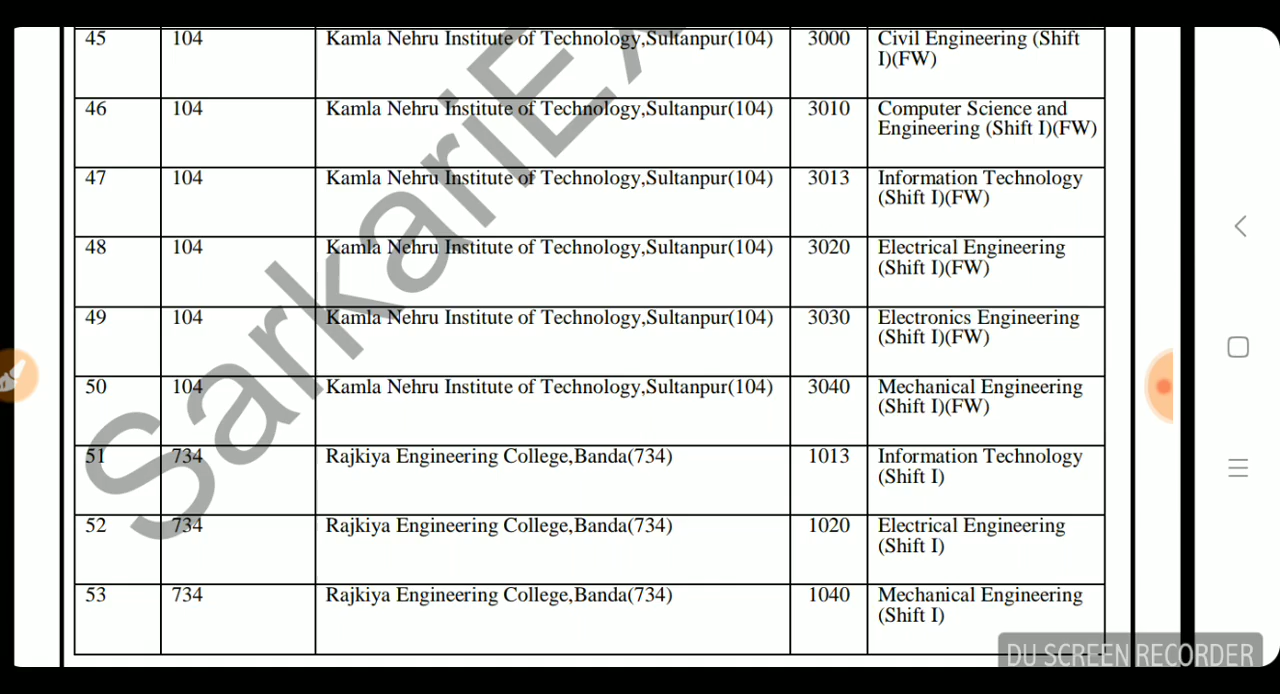 45 104 Kamla Nehru Institute of Technology,Sultanpur(104) 3000 Civil Engineering (Shift
I)(FW)
46 104 Kamla Nehru Institute of Technology,Sultanpur(104) 3010 Computer Science and
Engineering (Shift I)(FW)
47 104 Kamla Nehru Institute of Technology,Sultanpur(104) 3013 Information Technology
(Shift I)(FW)
48 104 Kamla Nehru Institute of Technology,Sultanpur(104) 3020 Electrical Engineering
(Shift I)(FW)
49 104 Kamla Nehru Institute of Technology,Sultanpur(104) 3030 Electronics Engineering
(Shift I)(FW)
50 104 Kamla Nehru Institute of Technology,Sultanpur(104) 3040 Mechanical Engineering
(Shift I)(FW)
51 734 Rajkiya Engineering College,Banda(734) 1013 Information Technology
(Shift I)
52 734 Rajkiya Engineering College,Banda(734) 1020 Electrical Engineering
(Shift I)
53 734 Rajkiya Engineering College,Banda(734) 1040 Mechanical Engineering
(Shift I)
SarkariEx
DU SCREEN RECORDER